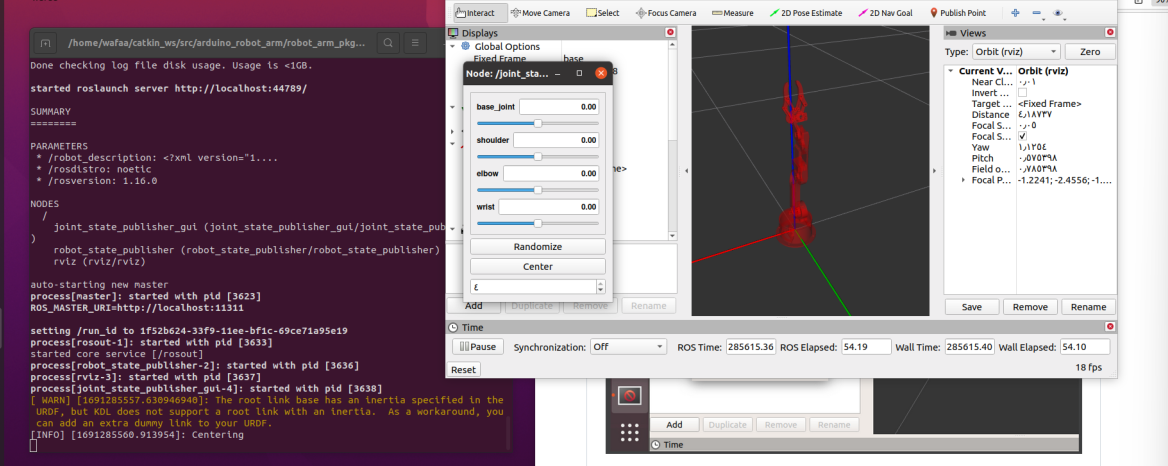 /home/wafaa/catkin_ws/src/arduino_robot_arm/robot_arm_pkg...
Done checking log file disk usage. Usage is <1GB.
started roslaunch server http://localhost:44789/
SUMMARY
========
PARAMETERS
* /robot_description: <?xml version="1....
* /rosdistro: noetic
* /rosversion: 1.16.0
NODES
/
joint_state_publisher_gui (joint_state_publisher_gui/joint_state_pub
)
robot_state_publisher (robot_state_publisher/robot_state_publisher)
rviz (rviz/rviz)
auto-starting new master
process[master]: started with pid [3623]
ROS_MASTER_URI=http://localhost:11311
setting /run_id to 1f52b624-33f9-11ee-bf1c-69ce71a95e19
process[rosout-1]: started with pid [3633]
started core service [/rosout]
process[robot_state_publisher-2]: started with pid [3636]
process[rviz-3]: started with pid [3637]
process[joint_state_publisher_gui-4]: started with pid [3638]
[ WARN] [1691285557.630946940]: The root link base has an inertia specified in the
URDF, but KDL does not support a root link with an inertia. As a workaround, you
can add an extra dummy link to your URDF.
[INFO] [1691285560.913954]: Centering
Interact Move Camera Select Focus Camera Measure 2D Pose Estimate 2D Nav Goal Publish Point
Displays
Global Options
Fixed Frame base
Node: /joint_sta...
base_joint 0.00
shoulder 0.00
elbow 0.00
wrist 0.00
Randomize
Center
٤
Add Duplicate Remove Rename
Views
Type: Orbit (rviz) Zero
Current V... Orbit (rviz)
Near Cl... ٠٫٠١
Invert ...
Target ... <Fixed Frame>
Distance ٤٫١٨٧٣٧
Focal S... ٠٫٠٥
Focal S...
Yaw ١٫١٢٥٤
Pitch ٠٫٥٧٥٣٩٨
Field o... ٠٫٧٨٥٣٩٨
Focal P... -1.2241; -2.4556; -1....
Save Remove Rename
Time
Pause Synchronization: Off ROS Time: 285615.36 ROS Elapsed: 54.19 Wall Time: 285615.40 Wall Elapsed: 54.10
Reset 18 fps
Add Duplicate Remove Rename
Time